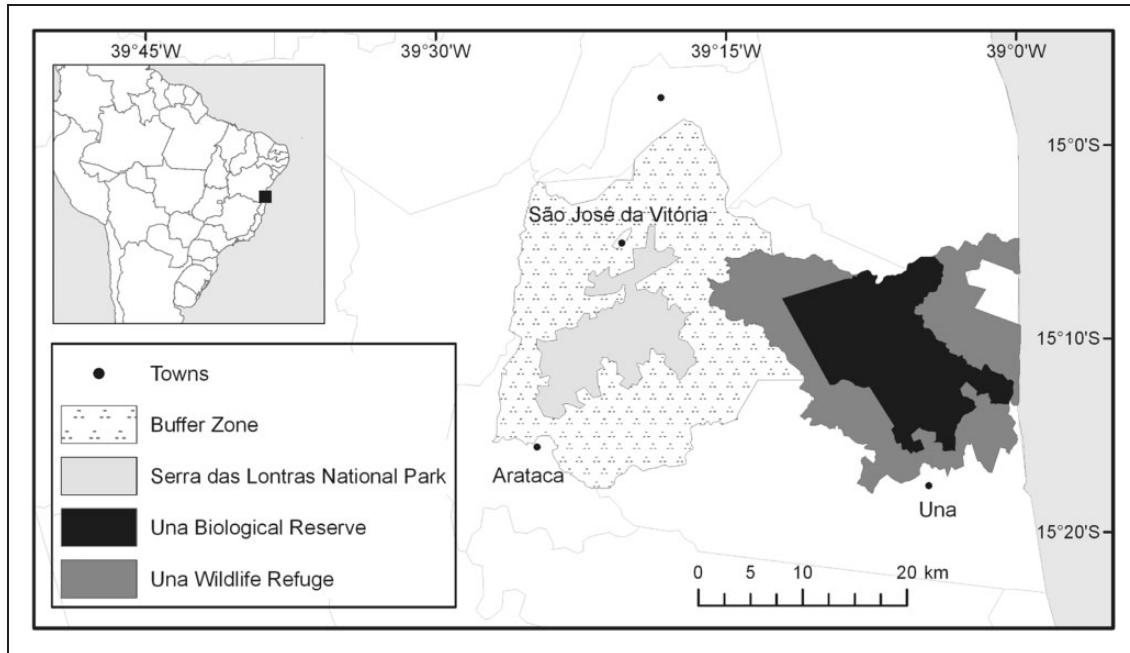 39°45'W
39°30'W
39°15'W
39°0'W
15°0'S
São José da Vitória
15°10'S
Towns
Buffer Zone
Serra das Lontras National Park
Arataca
Una Biological Reserve
Una
15°20'S
Una Wildlife Refuge
0 5 10 20 km